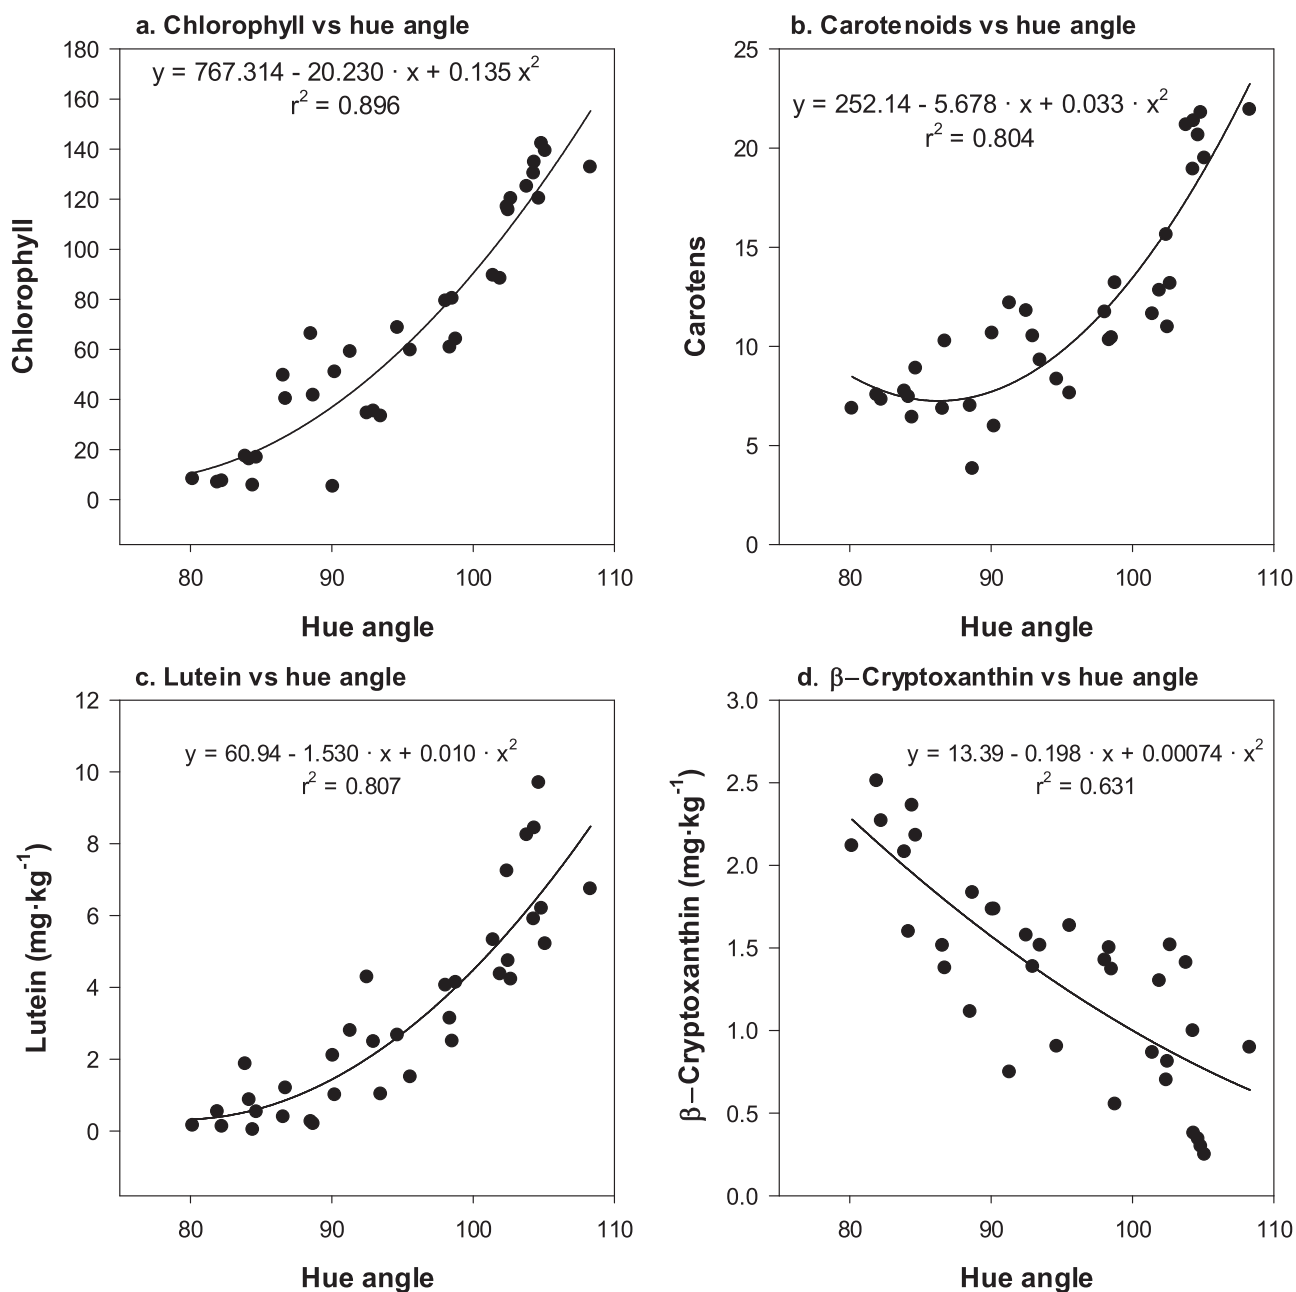 a. Chlorophyll vs hue angle
y = 767.314 - 20.230 · x + 0.135 x²
r² = 0.896
Chlorophyll
180
160
140
120
100
80
60
40
20
0
80 90 100 110
Hue angle
b. Carotenoids vs hue angle
y = 252.14 - 5.678 · x + 0.033 · x²
r² = 0.804
Carotens
25
20
15
10
5
0
80 90 100 110
Hue angle
c. Lutein vs hue angle
y = 60.94 - 1.530 · x + 0.010 · x²
r² = 0.807
Lutein (mg·kg⁻¹)
12
10
8
6
4
2
0
80 90 100 110
Hue angle
d. β−Cryptoxanthin vs hue angle
y = 13.39 - 0.198 · x + 0.00074 · x²
r² = 0.631
β−Cryptoxanthin (mg·kg⁻¹)
3.0
2.5
2.0
1.5
1.0
0.5
0.0
80 90 100 110
Hue angle